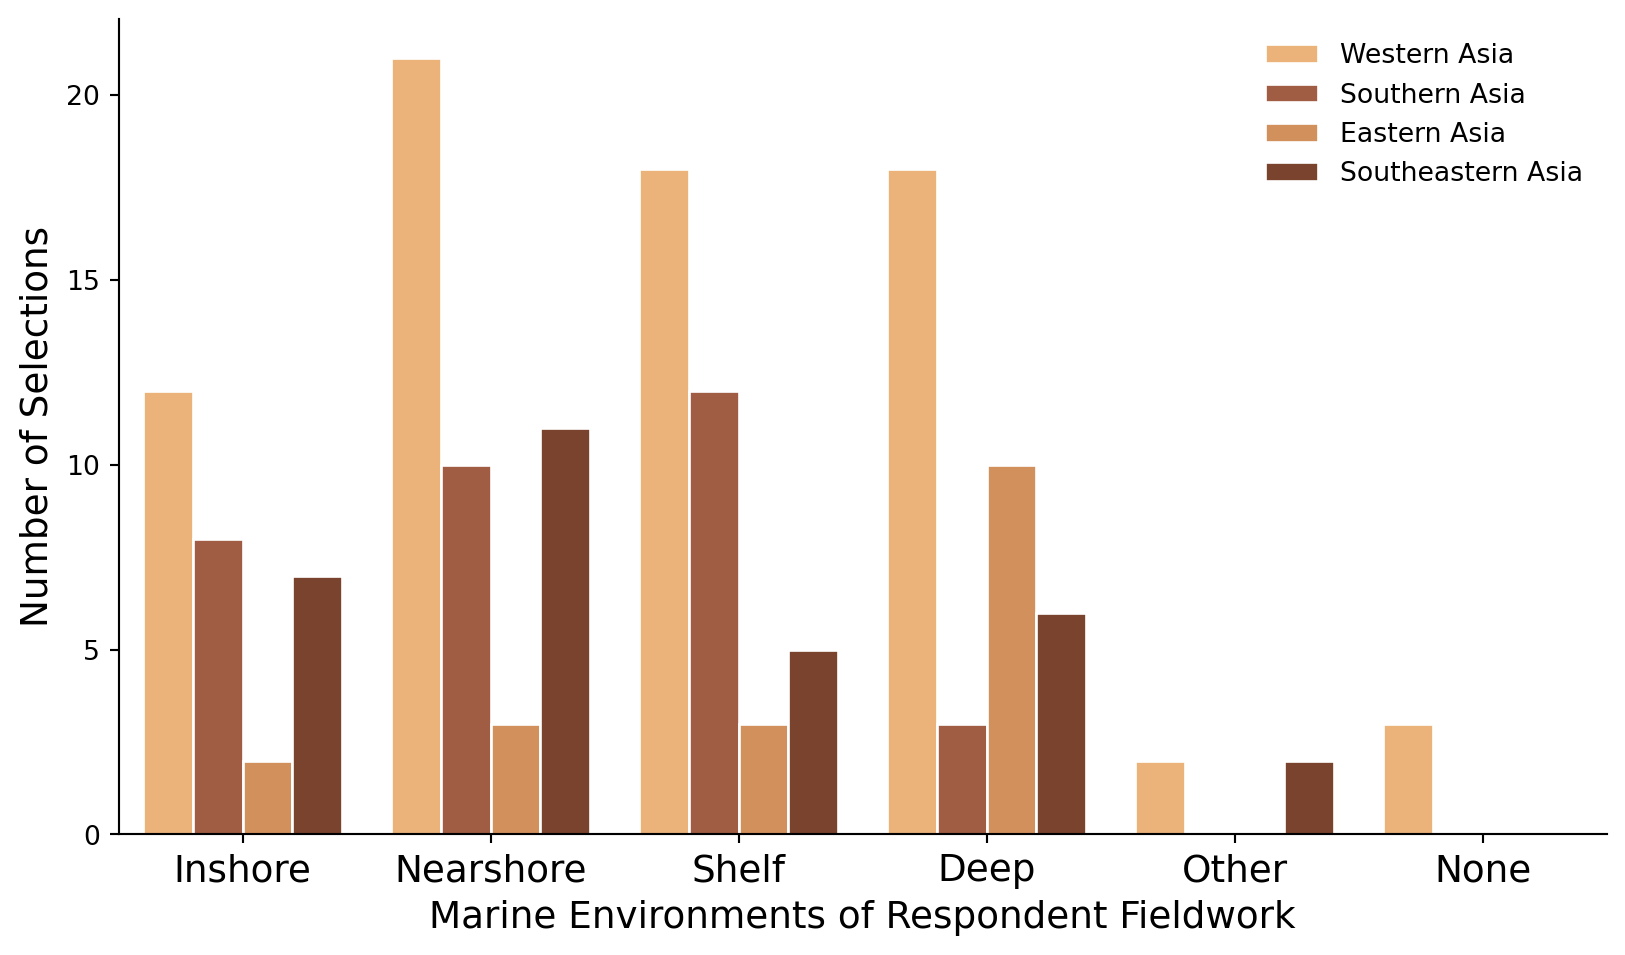 Western Asia
Southern Asia
Eastern Asia
Southeastern Asia
Number of Selections
20
15
10
5
0
Inshore Nearshore Shelf Deep Other None
Marine Environments of Respondent Fieldwork